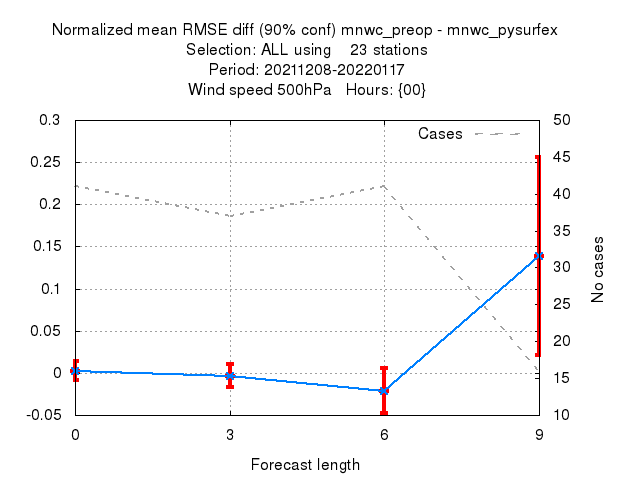 Normalized mean RMSE diff (90% conf) mnwc_preop - mnwc_pysurfex
Selection: ALL using 23 stations
Period: 20211208-20220117
Wind speed 500hPa Hours: {00}
Cases
0.3
0.25
0.2
0.15
0.1
0.05
0
-0.05
50
45
40
35
30
25
20
15
10
No cases
0 3 6 9
Forecast length